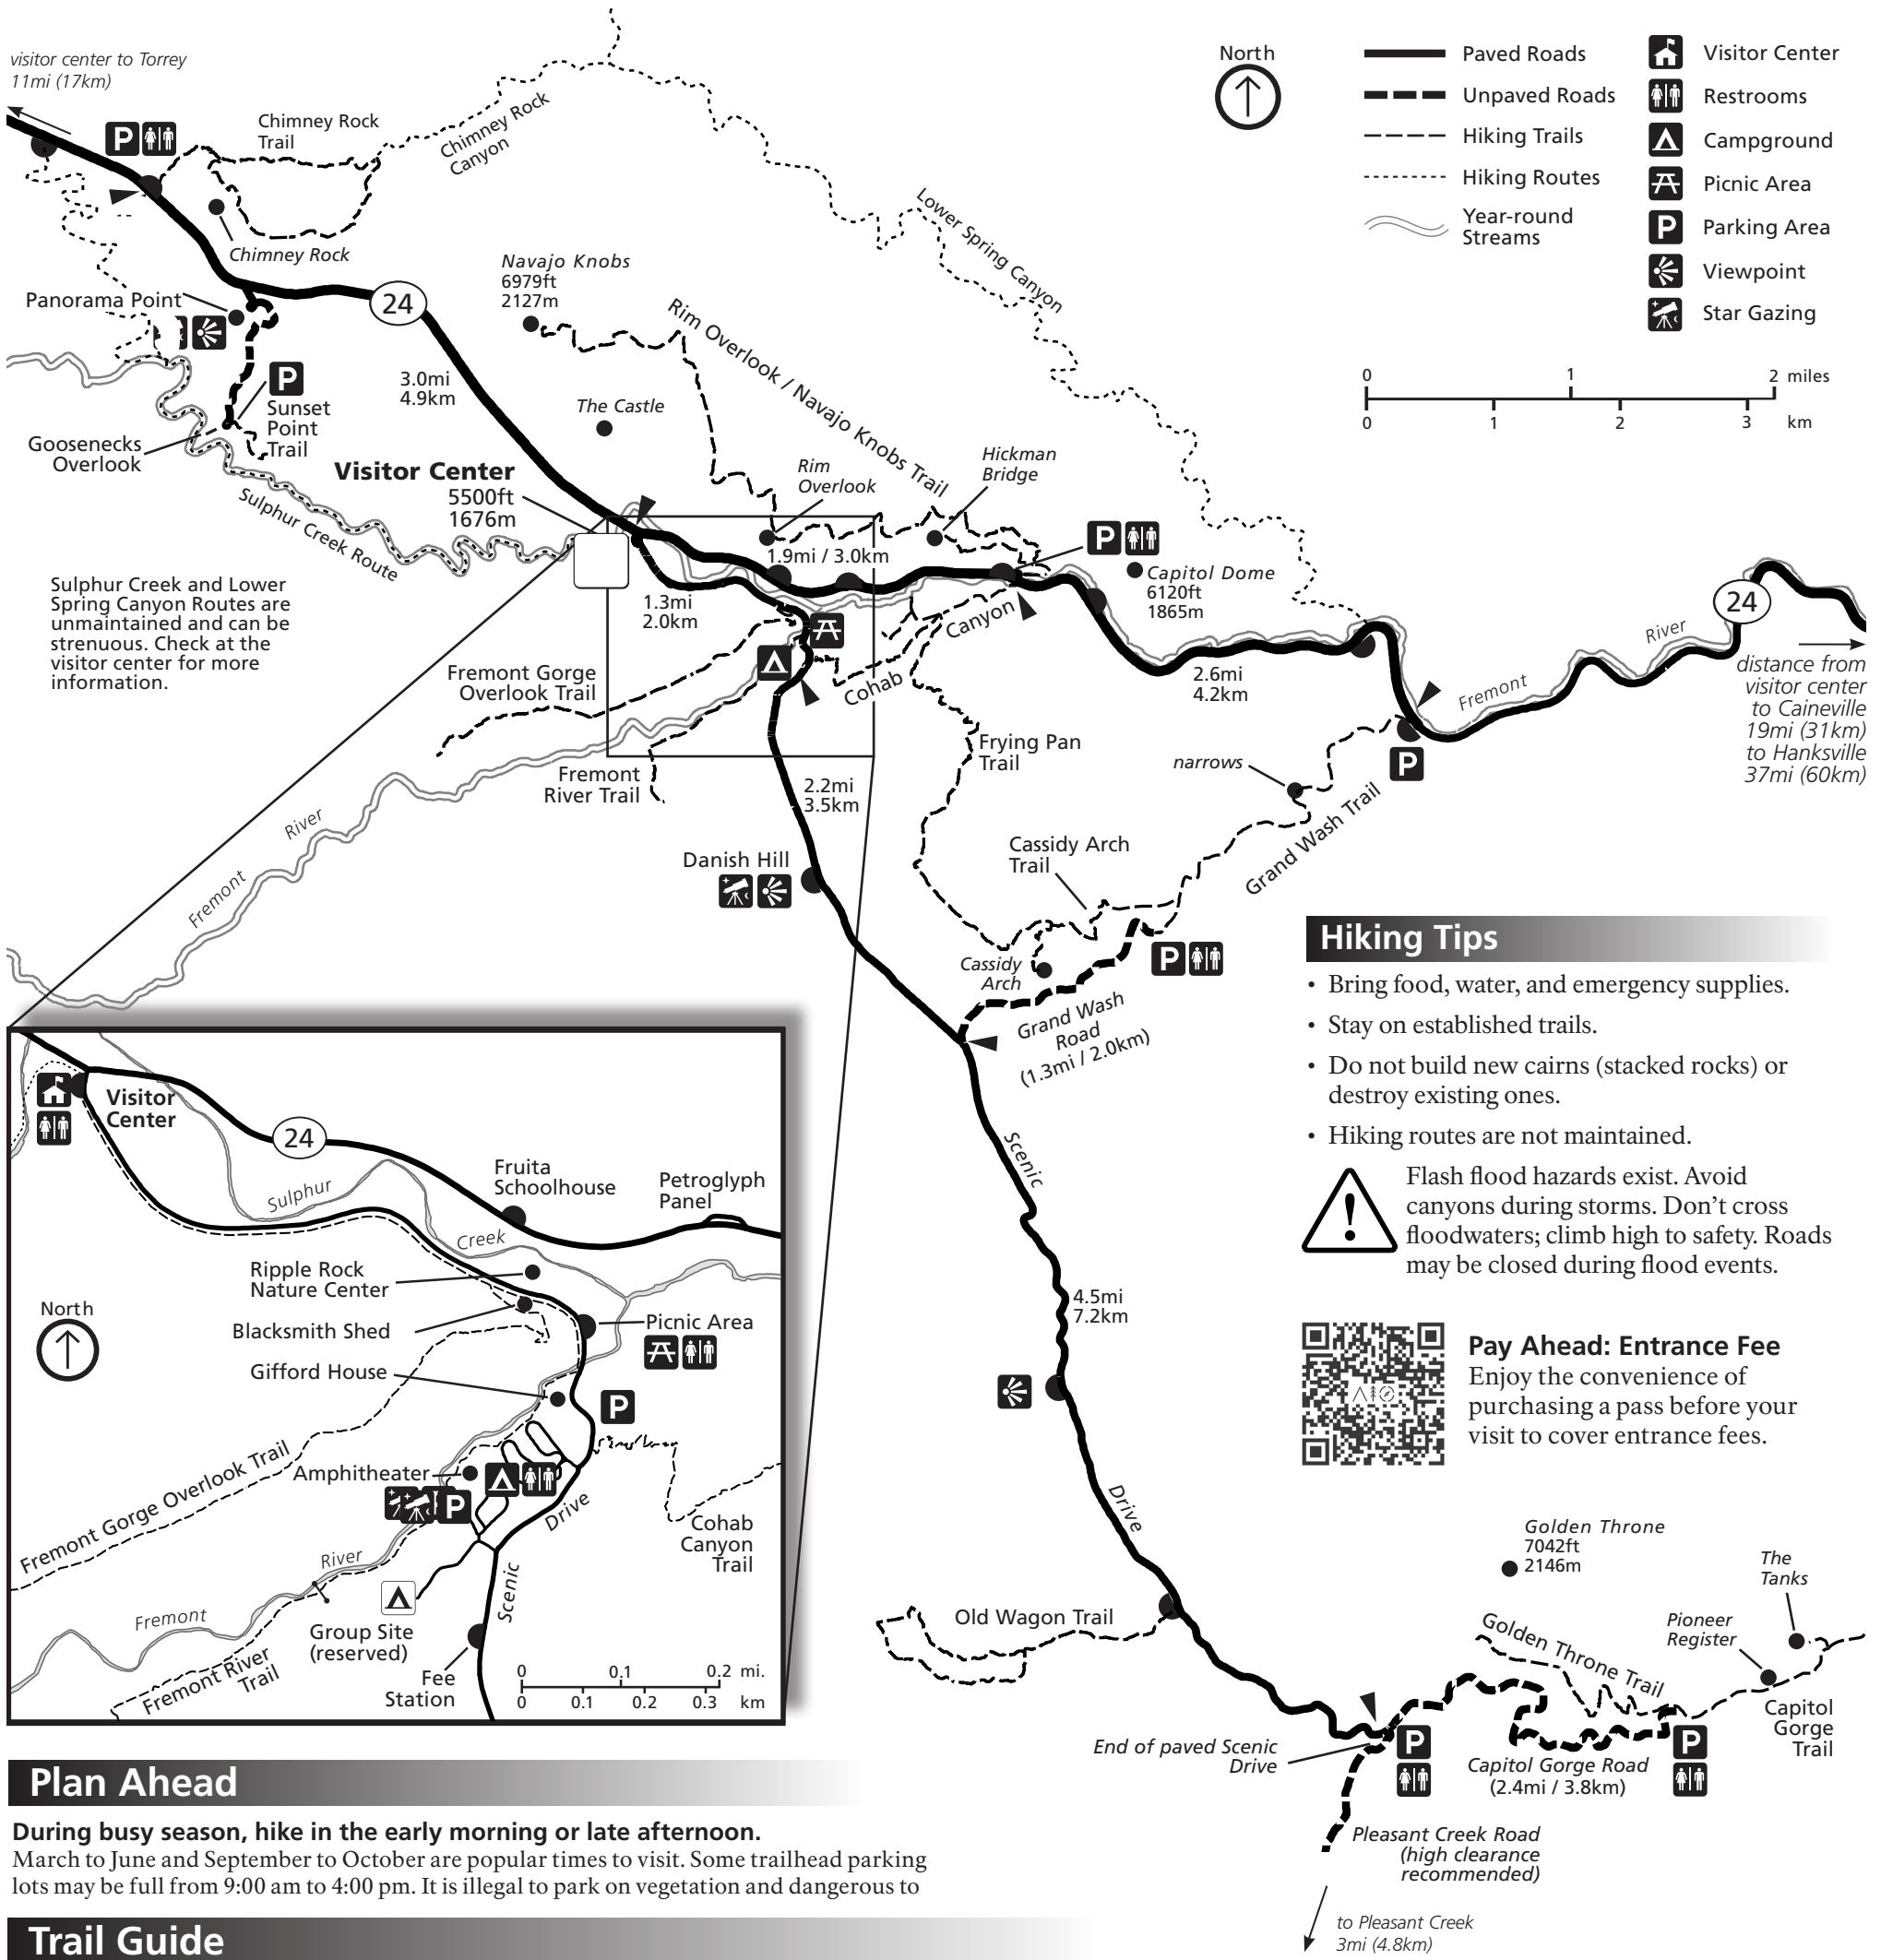 visitor center to Torrey
11mi (17km)
Chimney Rock
Trail
Chimney Rock
Canyon
Chimney Rock
Panorama Point
24
Navajo Knobs
6979ft
2127m
Rim Overlook / Navajo Knobs Trail
Lower Spring Canyon
North
Paved Roads
Unpaved Roads
Hiking Trails
Hiking Routes
Year-round
Streams
Visitor Center
Restrooms
Campground
Picnic Area
P
Parking Area
Viewpoint
Star Gazing
0 1 2 miles
0 1 2 3 km
P
P
Sunset
Point
Trail
Goosenecks
Overlook
3.0mi
4.9km
The Castle
Visitor Center
5500ft
1676m
Sulphur Creek Route
Rim
Overlook
Hickman
Bridge
1.9mi / 3.0km
P
Capitol Dome
6120ft
1865m
Sulphur Creek and Lower
Spring Canyon Routes are
unmaintained and can be
strenuous. Check at the
visitor center for more
information.
1.3mi
2.0km
Canyon
Cohab
Fremont Gorge
Overlook Trail
2.6mi
4.2km
24
River
Fremont
distance from
visitor center
to Caineville
19mi (31km)
to Hanksville
37mi (60km)
Frying Pan
Trail
narrows
P
Grand Wash Trail
Fremont
River Trail
2.2mi
3.5km
River
Fremont
Danish Hill
Cassidy Arch
Trail
Cassidy
Arch
P
Grand Wash
Road
(1.3mi / 2.0km)
Scenic
4.5mi
7.2km
Drive
Hiking Tips
• Bring food, water, and emergency supplies.
• Stay on established trails.
• Do not build new cairns (stacked rocks) or
destroy existing ones.
• Hiking routes are not maintained.
!
Flash flood hazards exist. Avoid
canyons during storms. Don’t cross
floodwaters; climb high to safety. Roads
may be closed during flood events.
Pay Ahead: Entrance Fee
Enjoy the convenience of
purchasing a pass before your
visit to cover entrance fees.
Visitor
Center
24
Fruita
Schoolhouse
Petroglyph
Panel
Sulphur
Creek
Ripple Rock
Nature Center
North
Blacksmith Shed
Picnic Area
Gifford House
P
Fremont Gorge Overlook Trail
Amphitheater
P
Drive
Cohab
Canyon
Trail
River
Scenic
Fremont
Group Site
(reserved)
Fremont River
Trail
Fee
Station
0 0.1 0.2 mi.
0 0.1 0.2 0.3 km
Golden Throne
7042ft
2146m
The
Tanks
Pioneer
Register
Old Wagon Trail
Golden Throne Trail
Capitol
Gorge
Trail
End of paved Scenic
Drive
P
P
Capitol Gorge Road
(2.4mi / 3.8km)
Pleasant Creek Road
(high clearance
recommended)
to Pleasant Creek
3mi (4.8km)
Plan Ahead
During busy season, hike in the early morning or late afternoon.
March to June and September to October are popular times to visit. Some trailhead parking
lots may be full from 9:00 am to 4:00 pm. It is illegal to park on vegetation and dangerous to
Trail Guide